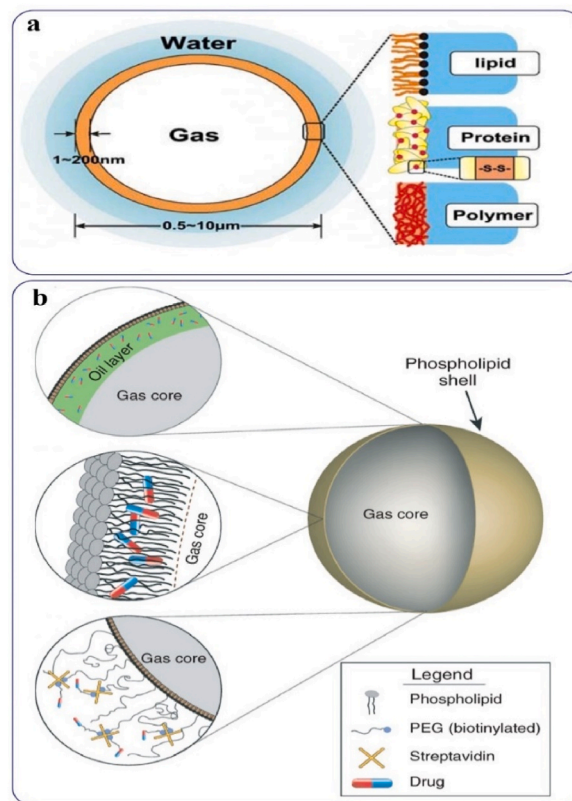 a
Water
Gas
1~200nm
0.5~10μm
lipid
Protein
-S-S-
Polymer
b
Oil layer
Gas core
Gas core
Gas core
Phospholipid
shell
Gas core
Legend
Phospholipid
PEG (biotinylated)
Streptavidin
Drug